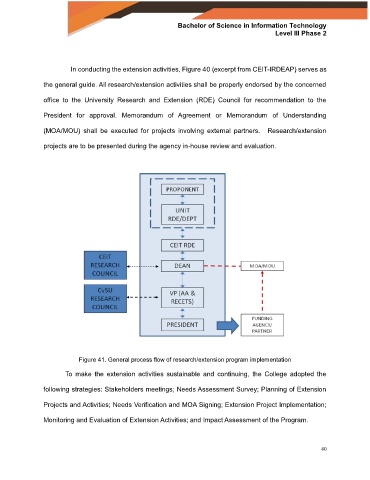 Bachelor of Science in Information Technology
Level III Phase 2
In conducting the extension activities, Figure 40 (excerpt from CEIT-IRDEAP) serves as
the general guide. All research/extension activities shall be properly endorsed by the concerned
office to the University Research and Extension (RDE) Council for recommendation to the
President for approval. Memorandum of Agreement or Memorandum of Understanding
(MOA/MOU) shall be executed for projects involving external partners. Research/extension
projects are to be presented during the agency in-house review and evaluation.
PROPONENT
UNIT
RDE/DEPT
CEIT RDE
CEIT
RESEARCH
COUNCIL
DEAN
MOA/MOU
CvSU
RESEARCH
COUNCIL
VP (AA &
RECETS)
PRESIDENT
FUNDING
AGENCY/
PARTNER
Figure 41. General process flow of research/extension program implementation
To make the extension activities sustainable and continuing, the College adopted the
following strategies: Stakeholders meetings; Needs Assessment Survey; Planning of Extension
Projects and Activities; Needs Verification and MOA Signing; Extension Project Implementation;
Monitoring and Evaluation of Extension Activities; and Impact Assessment of the Program.
40